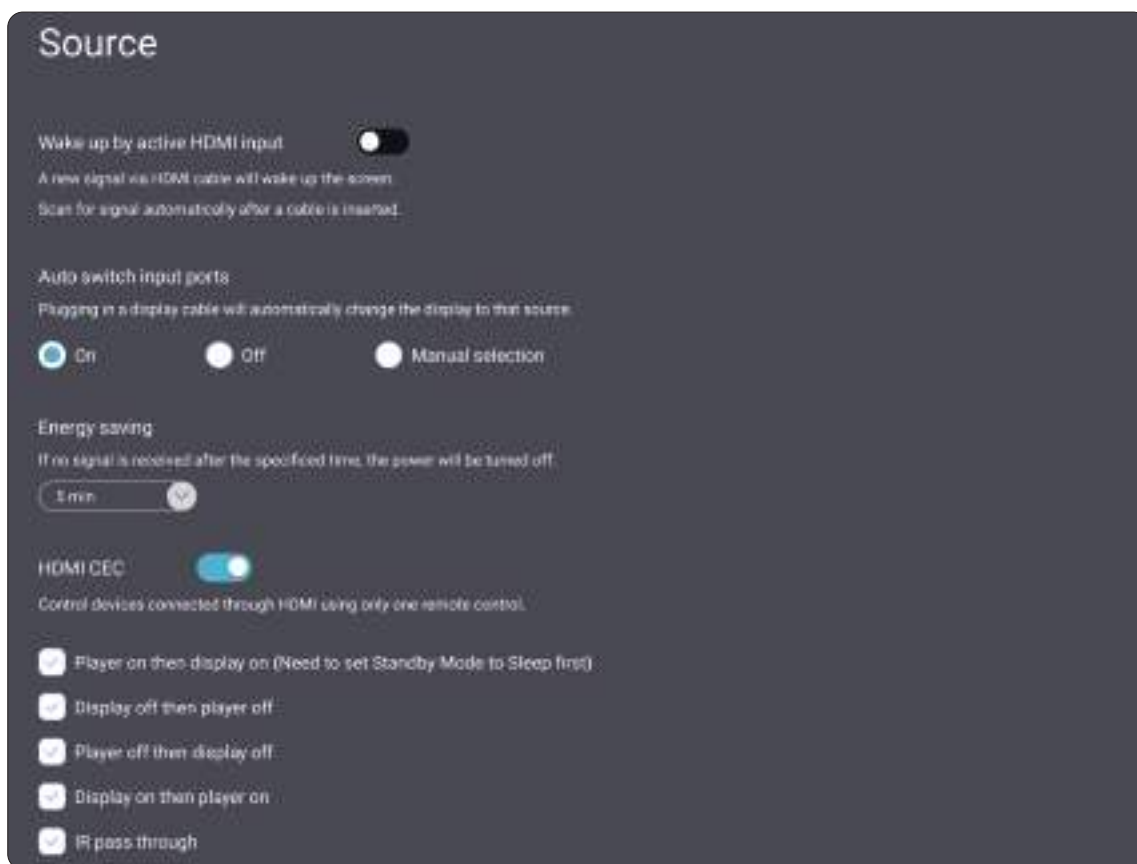 Source
Wake up by active HDMI input
A new signal via HDMI cable will wake up the screen.
Scan for signal automatically after a cable is inserted.
Auto switch input ports
Plugging in a display cable will automatically change the display to that source.
On Off Manual selection
Energy saving
If no signal is received after the specificed time, the power will be turned off.
min
HDMI CEC
Control devices connected through HDMI using only one remote control.
Player on then display on (Need to set Standby Mode to Sleep first)
Display off then player off
Player off then display off
Display on then player on
IR pass through